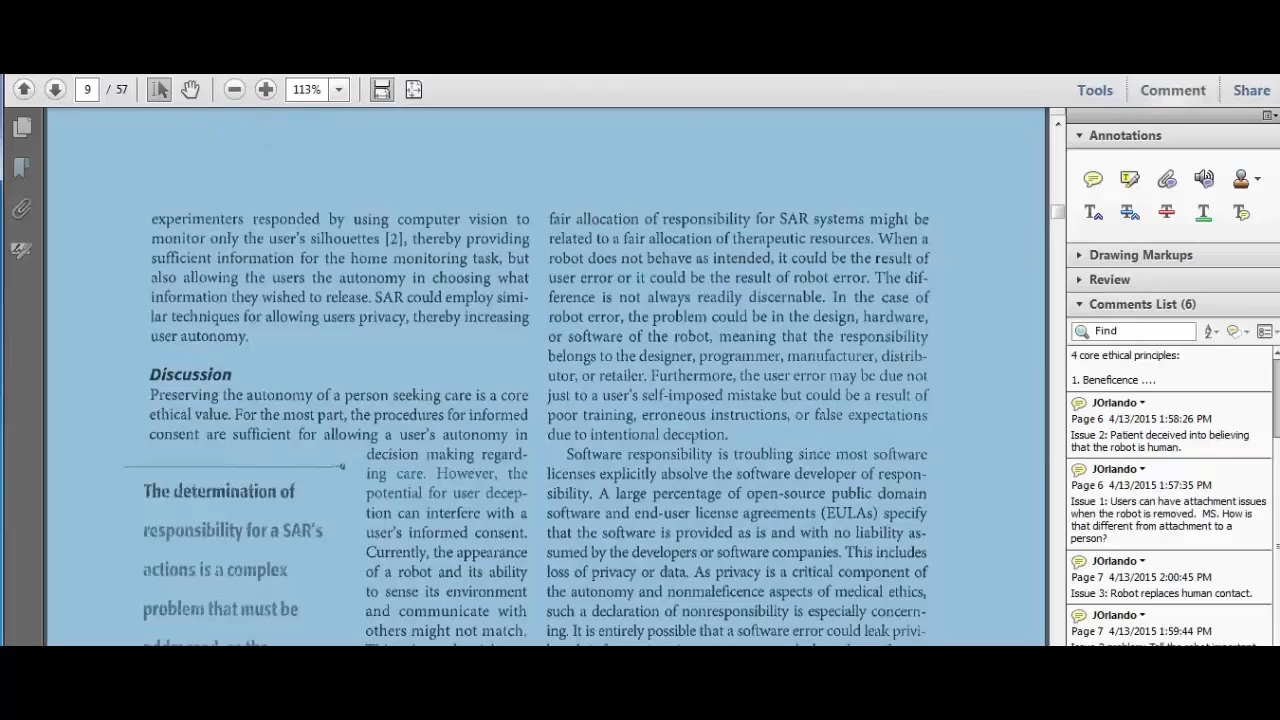 9 / 57
113%
Tools
Comment
Share
experimenters responded by using computer vision to
monitor only the user's silhouettes [2], thereby providing
sufficient information for the home monitoring task, but
also allowing the users the autonomy in choosing what
information they wished to release. SAR could employ simi-
lar techniques for allowing users privacy, thereby increasing
user autonomy.
Discussion
Preserving the autonomy of a person seeking care is a core
ethical value. For the most part, the procedures for informed
consent are sufficient for allowing a user's autonomy in
decision making regard-
ing care. However, the
potential for user decep-
tion can interfere with a
user's informed consent.
Currently, the appearance
of a robot and its ability
to sense its environment
and communicate with
others might not match.
The determination of
responsibility for a SAR's
actions is a complex
problem that must be
fair allocation of responsibility for SAR systems might be
related to a fair allocation of therapeutic resources. When a
robot does not behave as intended, it could be the result of
user error or it could be the result of robot error. The dif-
ference is not always readily discernable. In the case of
robot error, the problem could be in the design, hardware,
or software of the robot, meaning that the responsibility
belongs to the designer, programmer, manufacturer, distrib-
utor, or retailer. Furthermore, the user error may be due not
just to a user's self-imposed mistake but could be a result of
poor training, erroneous instructions, or false expectations
due to intentional deception.
Software responsibility is troubling since most software
licenses explicitly absolve the software developer of respon-
sibility. A large percentage of open-source public domain
software and end-user license agreements (EULAs) specify
that the software is provided as is and with no liability as-
sumed by the developers or software companies. This includes
loss of privacy or data. As privacy is a critical component of
the autonomy and nonmaleficence aspects of medical ethics,
such a declaration of nonresponsibility is especially concern-
ing. It is entirely possible that a software error could leak privi-
Annotations
Drawing Markups
Review
Comments List (6)
Find
4 core ethical principles:
1. Beneficence ....
JOrlando
Page 6 4/13/2015 1:58:26 PM
Issue 2: Patient deceived into believing
that the robot is human.
JOrlando
Page 6 4/13/2015 1:57:35 PM
Issue 1: Users can have attachment issues
when the robot is removed. MS. How is
that different from attachment to a
person?
JOrlando
Page 7 4/13/2015 2:00:45 PM
Issue 3: Robot replaces human contact.
JOrlando
Page 7 4/13/2015 1:59:44 PM